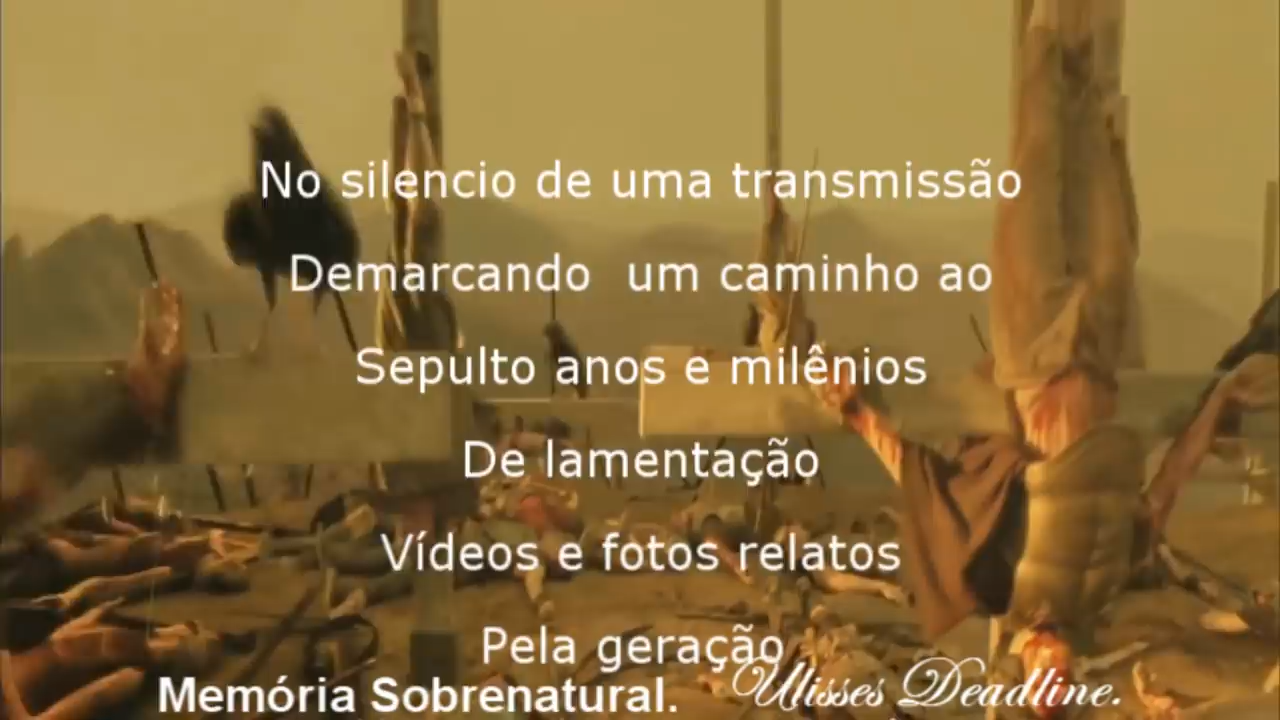 No silencio de uma transmissão
Demarcando  um caminho ao
Sepulto anos e milênios
De lamentação
Vídeos e fotos relatos
Pela geração
Memória Sobrenatural. Ulisses Deadline.